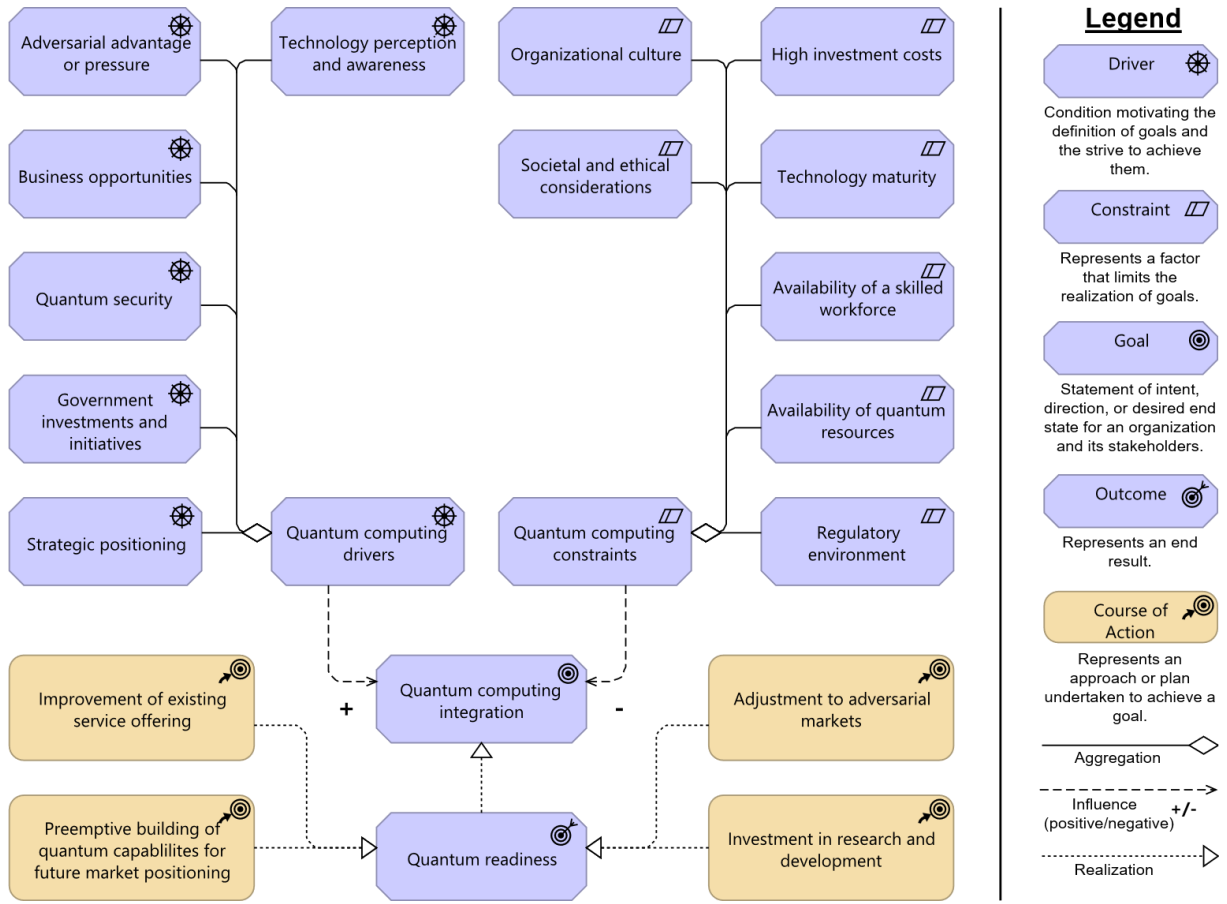 Adversarial advantage
or pressure
Technology perception
and awareness
Organizational culture
High investment costs
Business opportunities
Societal and ethical
considerations
Technology maturity
Quantum security
Availability of a skilled
workforce
Government
investments and
initiatives
Availability of quantum
resources
Strategic positioning
Quantum computing
drivers
Quantum computing
constraints
Regulatory
environment
Improvement of existing
service offering
+
Quantum computing
integration
-
Adjustment to adversarial
markets
Preemptive building of
quantum capablilites for
future market positioning
Quantum readiness
Investment in research and
development
Legend
Driver
Condition motivating the
definition of goals and
the strive to achieve
them.
Constraint
Represents a factor
that limits the
realization of goals.
Goal
Statement of intent,
direction, or desired end
state for an organization
and its stakeholders.
Outcome
Represents an end
result.
Course of
Action
Represents an
approach or plan
undertaken to achieve a
goal.
Aggregation
Influence +/-
(positive/negative)
Realization